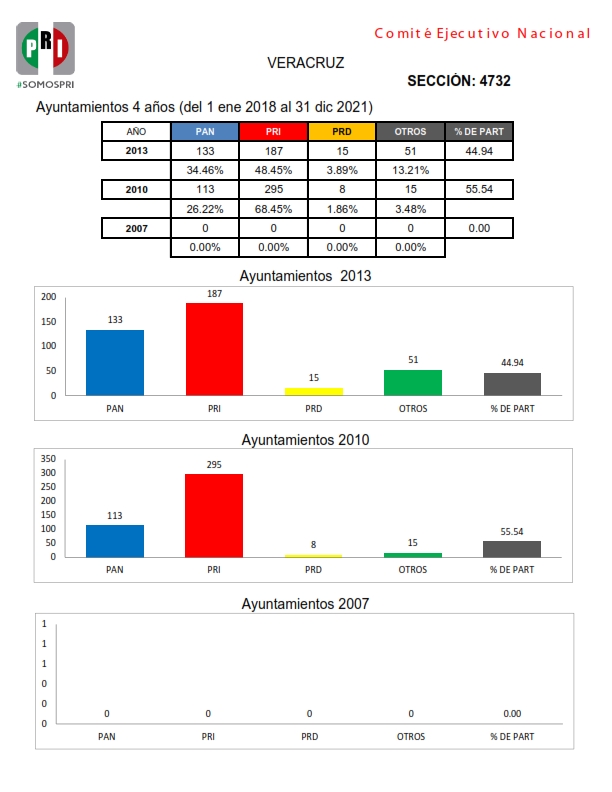 Comité Ejecutivo Nacional
PRI
#SOMOSPRI
VERACRUZ
SECCIÓN: 4732
Ayuntamientos 4 años (del 1 ene 2018 al 31 dic 2021)
AÑO PAN PRI PRD OTROS % DE PART
2013 133 187 15 51 44.94
34.46% 48.45% 3.89% 13.21%
2010 113 295 8 15 55.54
26.22% 68.45% 1.86% 3.48%
2007 0 0 0 0 0.00
0.00% 0.00% 0.00% 0.00%
Ayuntamientos 2013
200
150
100
50
0
133 187 15 51 44.94
PAN PRI PRD OTROS % DE PART
Ayuntamientos 2010
350
300
250
200
150
100
50
0
113 295 8 15 55.54
PAN PRI PRD OTROS % DE PART
Ayuntamientos 2007
1
1
1
0
0
0
0 0 0 0 0.00
PAN PRI PRD OTROS % DE PART